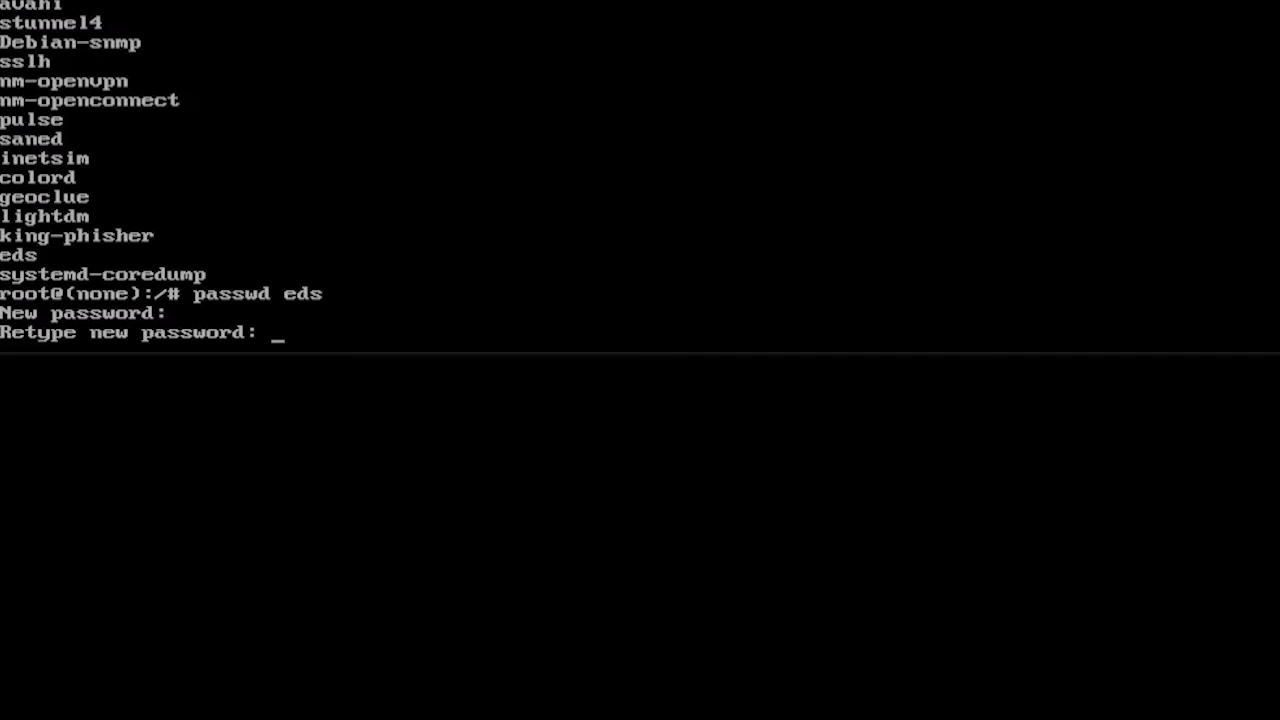 avahi
stunnel4
Debian-snmp
sslh
nm-openvpn
nm-openconnect
pulse
saned
inetsim
colord
geoclue
lightdm
king-phisher
eds
systemd-coredump
root@(none):/# passwd eds
New password:
Retype new password: _